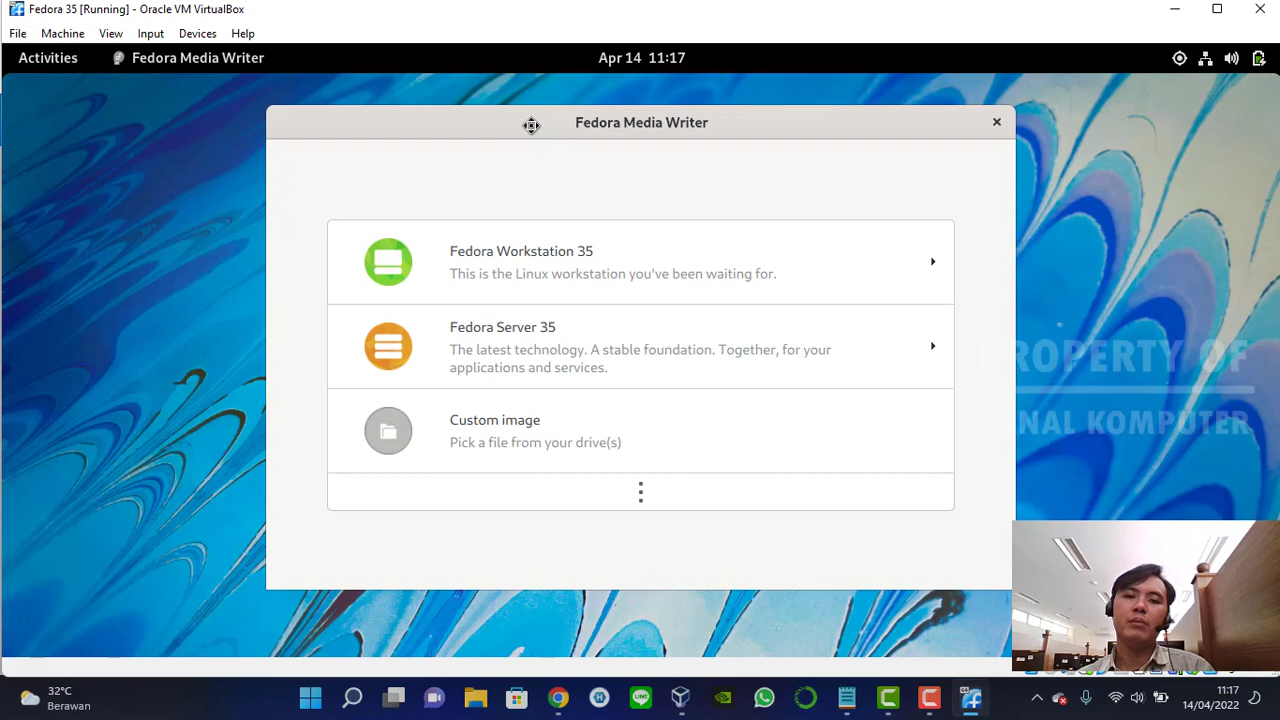 Fedora 35 [Running] - Oracle VM VirtualBox
File Machine View Input Devices Help
Activities Fedora Media Writer Apr 14 11:17
Fedora Media Writer
Fedora Workstation 35
This is the Linux workstation you've been waiting for.
Fedora Server 35
The latest technology. A stable foundation. Together, for your
applications and services.
Custom image
Pick a file from your drive(s)
PROPERTY OF
KOMPUTER
32°C
Berawan
11:17
14/04/2022